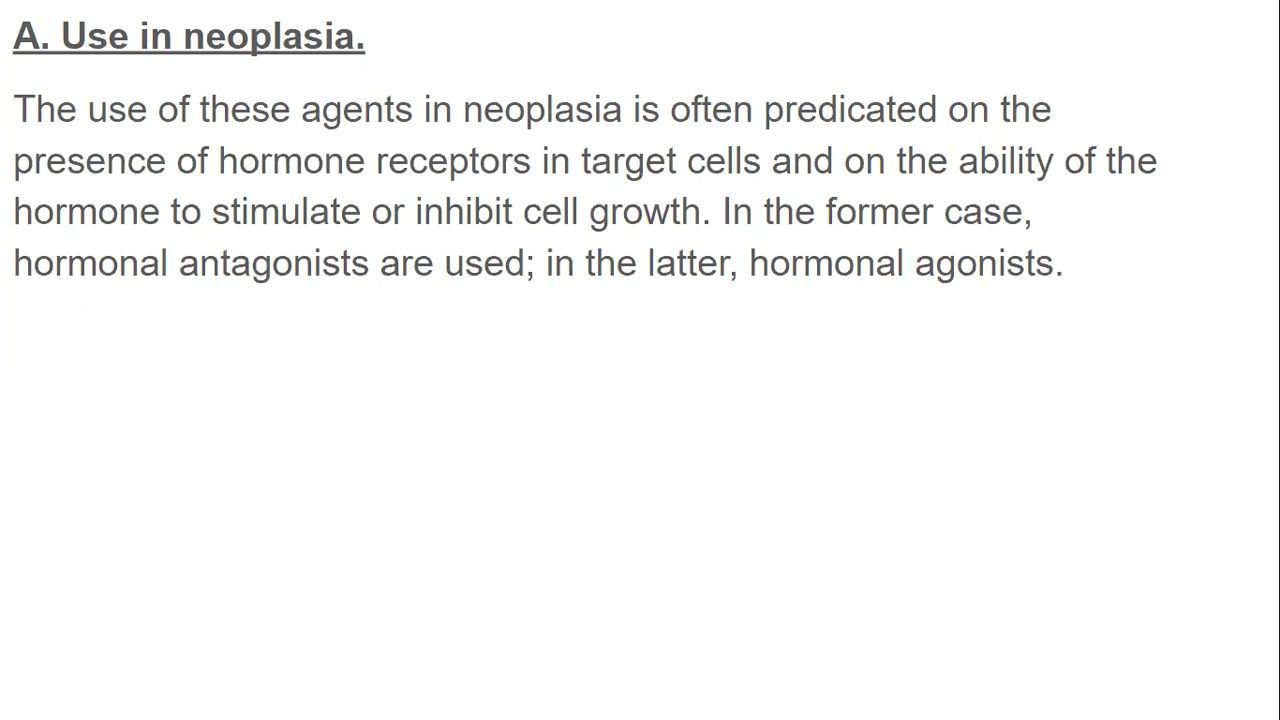 A. Use in neoplasia.
The use of these agents in neoplasia is often predicated on the
presence of hormone receptors in target cells and on the ability of the
hormone to stimulate or inhibit cell growth. In the former case,
hormonal antagonists are used; in the latter, hormonal agonists.